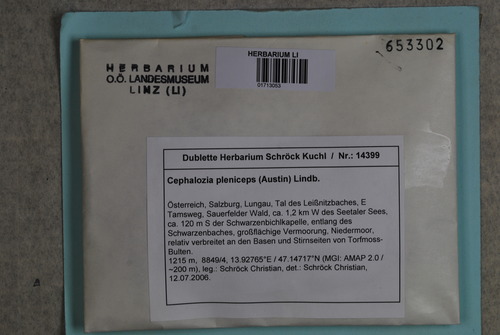 653302
HERBARIUM
O.Ö. LANDESMUSEUM
LINZ (LI)
HERBARIUM LI
01713053
Dublette Herbarium Schröck Kuchl / Nr.: 14399
Cephalozia pleniceps (Austin) Lindb.
Österreich, Salzburg, Lungau, Tal des Leißnitzbaches, E
Tamsweg, Sauerfelder Wald, ca. 1,2 km W des Seetaler Sees,
ca. 120 m S der Schwarzenbichlkapelle, entlang des
Schwarzenbaches, großflächige Vermoorung, Niedermoor,
relativ verbreitet an den Basen und Stirnseiten von Torfmoss-
Bulten.
1215 m, 8849/4, 13.92765°E / 47.14717°N (MGI: AMAP 2.0 /
~200 m), leg.: Schröck Christian, det.: Schröck Christian,
12.07.2006.